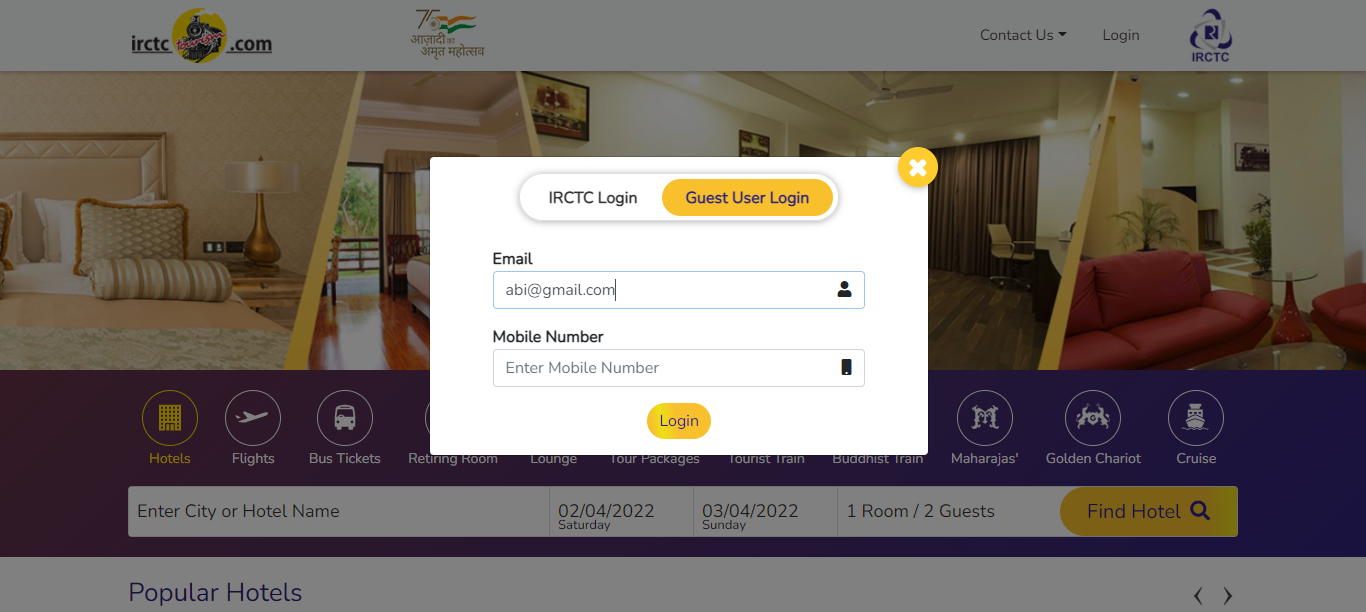 irctc tourism .com
75
आज़ादी का
अमृत महोत्सव
Contact Us
Login
IRCTC
IRCTC Login
Guest User Login
Email
abi@gmail.com
Mobile Number
Enter Mobile Number
Login
Hotels
Flights
Bus Tickets
Retiring Room
Lounge
Tour Packages
Tourist Train
Buddhist Train
Maharajas'
Golden Chariot
Cruise
Enter City or Hotel Name
02/04/2022
Saturday
03/04/2022
Sunday
1 Room / 2 Guests
Find Hotel
Popular Hotels